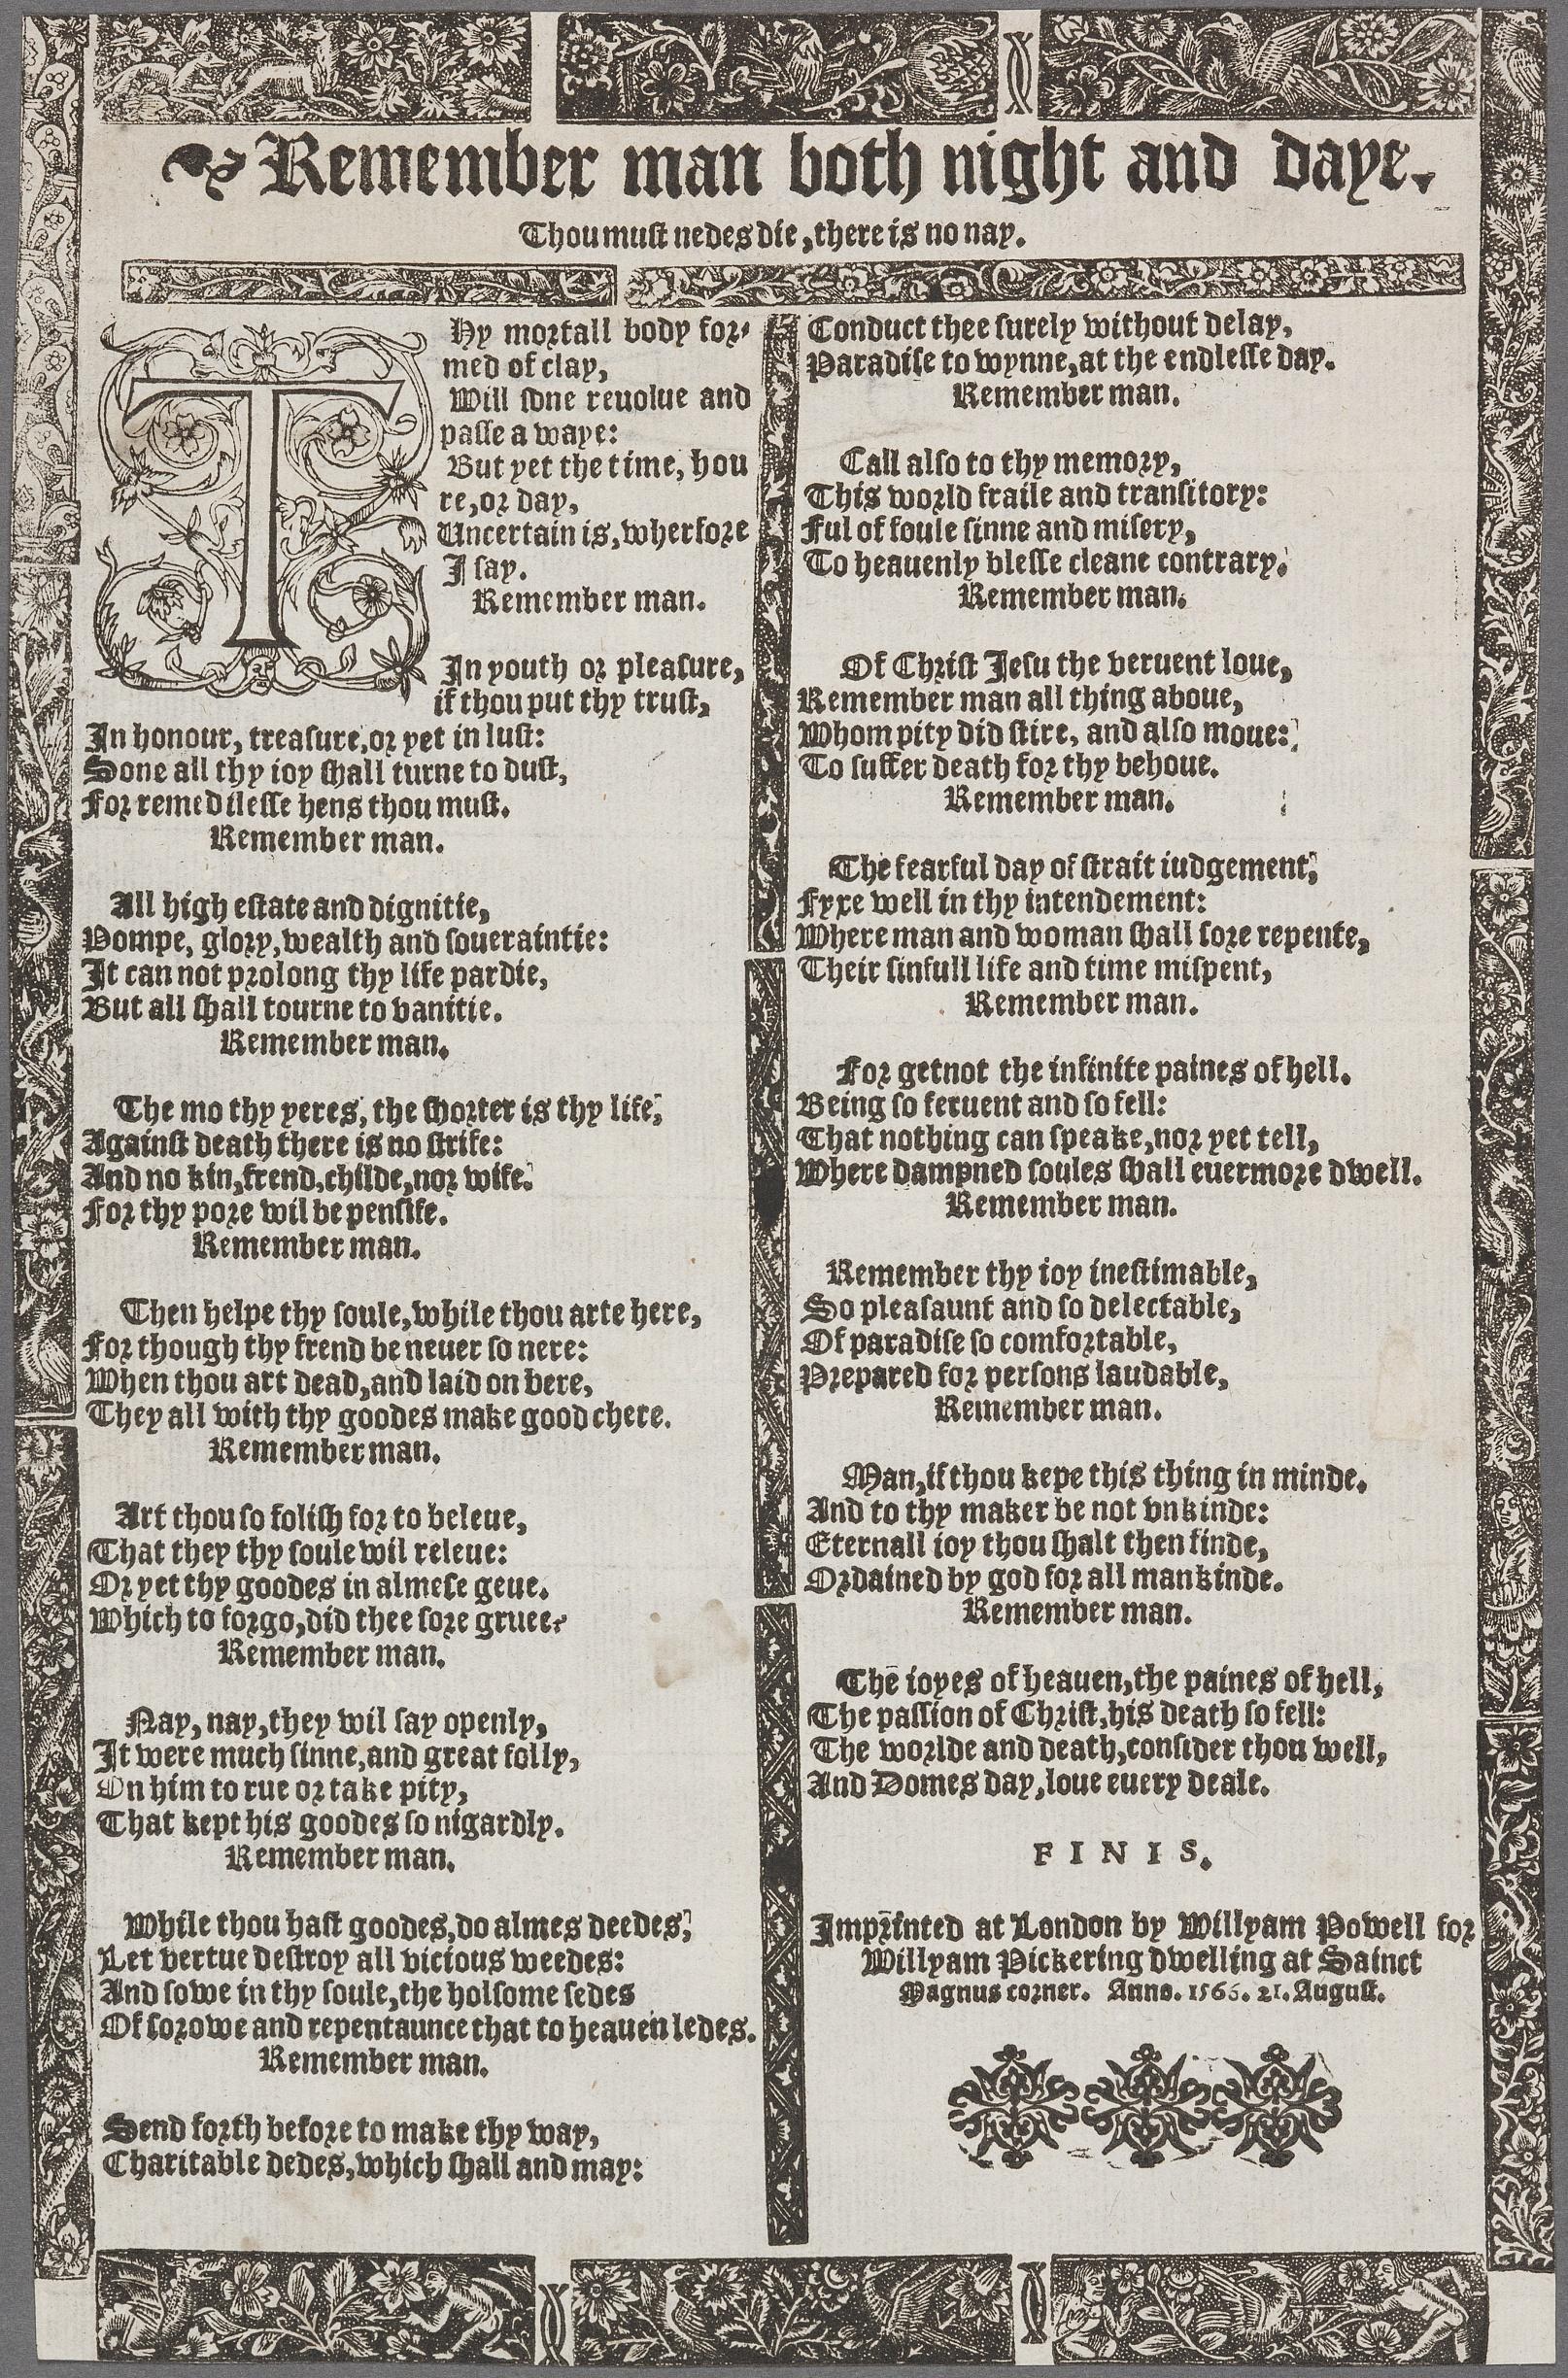 Remember man both night and daye.
Thou must nedes die, there is no nay.
THy mortall body for-
med of clay,
Will sone reuolue and
passe a waye:
But yet the time, hou
re, or day,
Uncertain is, wherfore
I say.
Remember man.
In youth or pleasure,
if thou put thy trust,
In honour, treasure, or yet in lust:
Sone all thy ioy shall turne to dust,
For remedilesse hens thou must.
Remember man.
All high estate and dignitie,
Pompe, glory, wealth and soueraintie:
It can not prolong thy life pardie,
But all shall tourne to vanitie.
Remember man.
The mo thy yeres, the shorter is thy life,
Against death there is no strife:
And no kin, frend, childe, nor wife.
For thy pore wil be pensife.
Remember man.
Then helpe thy soule, while thou arte here,
For though thy frend be neuer so nere:
When thou art dead, and laid on bere,
They all with thy goodes make good chere.
Remember man.
Art thou so folish for to beleue,
That they thy soule wil releue:
Or yet thy goodes in almese geue.
Which to forgo, did thee sore gruee
Remember man.
Nay, nay, they wil say openly,
It were much sinne, and great folly,
On him to rue or take pity,
That kept his goodes so nigardly.
Remember man.
While thou hast goodes, do almes deedes,
Let vertue destroy all vicious weedes:
And sowe in thy soule, the holsome sedes
Of sorowe and repentaunce that to heauen ledes.
Remember man.
Send forth before to make thy way,
Charitable dedes, which shall and may:
Conduct thee surely without delay,
Paradise to wynne, at the endlesse day.
Remember man.
Call also to thy memory,
This world fraile and transitory:
Ful of foule sinne and misery,
To heauenly blesse cleane contrary.
Remember man.
Of Christ Jesu the veruent loue,
Remember man all thing aboue,
Whom pity did stire, and also moue:
To suffer death for thy behoue.
Remember man.
The fearful day of strait iudgement,
Fyxe well in thy intendement:
Where man and woman shall sore repente,
Their sinfull life and time mispent,
Remember man.
For getnot the infinite paines of hell.
Being so feruent and so fell:
That nothing can speake, nor yet tell,
Where dampned soules shall euermore dwell.
Remember man.
Remember thy ioy inestimable,
So pleasaunt and so delectable,
Of paradise so comfortable,
Prepared for persons laudable,
Remember man.
Man, if thou kepe this thing in minde.
And to thy maker be not vnkinde:
Eternall ioy thou shalt then finde,
Ordained by god for all mankinde.
Remember man.
The ioyes of heauen, the paines of hell,
The passion of Christ, his death so fell:
The worlde and death, consider thou well,
And Domes day, loue euery deale.
FINIS.
Imprinted at London by Willyam Powell for
Willyam Pickering dwelling at Sainct
Magnus corner. Anno. 1566. 21. August.